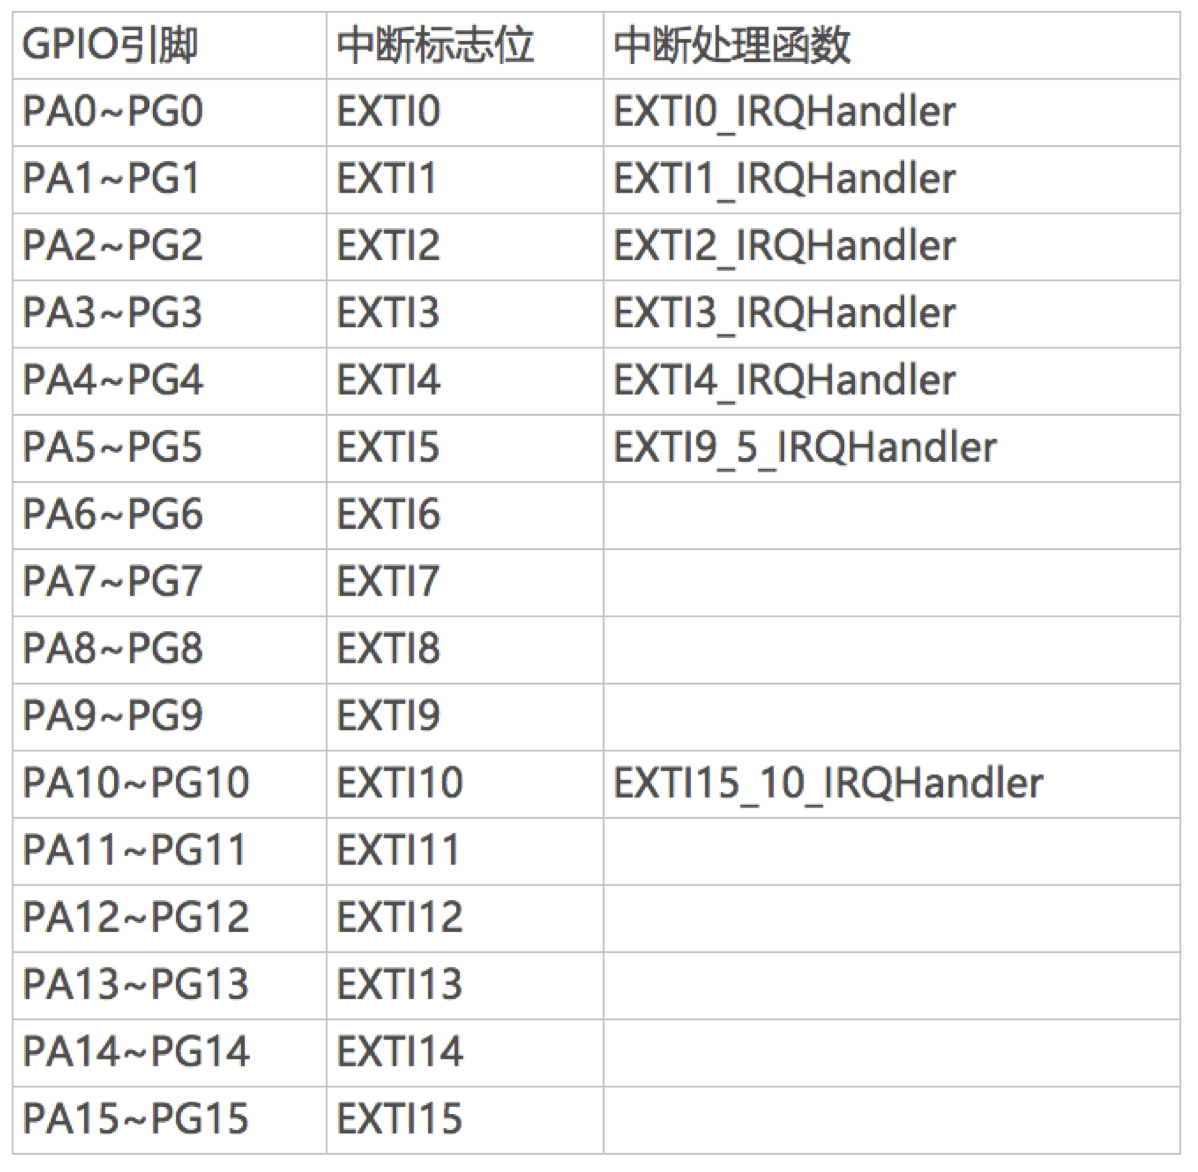 GPIO引脚 中断标志位 中断处理函数
PA0~PG0 EXTI0 EXTI0_IRQHandler
PA1~PG1 EXTI1 EXTI1_IRQHandler
PA2~PG2 EXTI2 EXTI2_IRQHandler
PA3~PG3 EXTI3 EXTI3_IRQHandler
PA4~PG4 EXTI4 EXTI4_IRQHandler
PA5~PG5 EXTI5 EXTI9_5_IRQHandler
PA6~PG6 EXTI6
PA7~PG7 EXTI7
PA8~PG8 EXTI8
PA9~PG9 EXTI9
PA10~PG10 EXTI10 EXTI15_10_IRQHandler
PA11~PG11 EXTI11
PA12~PG12 EXTI12
PA13~PG13 EXTI13
PA14~PG14 EXTI14
PA15~PG15 EXTI15